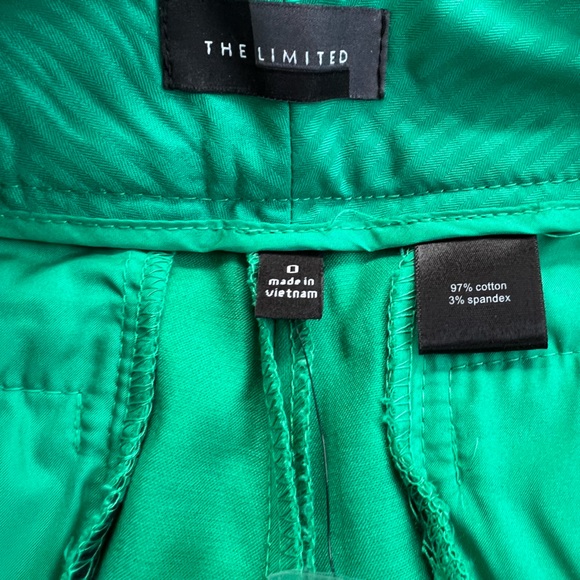 THE LIMITED
0
made in
vietnam
97% cotton
3% spandex